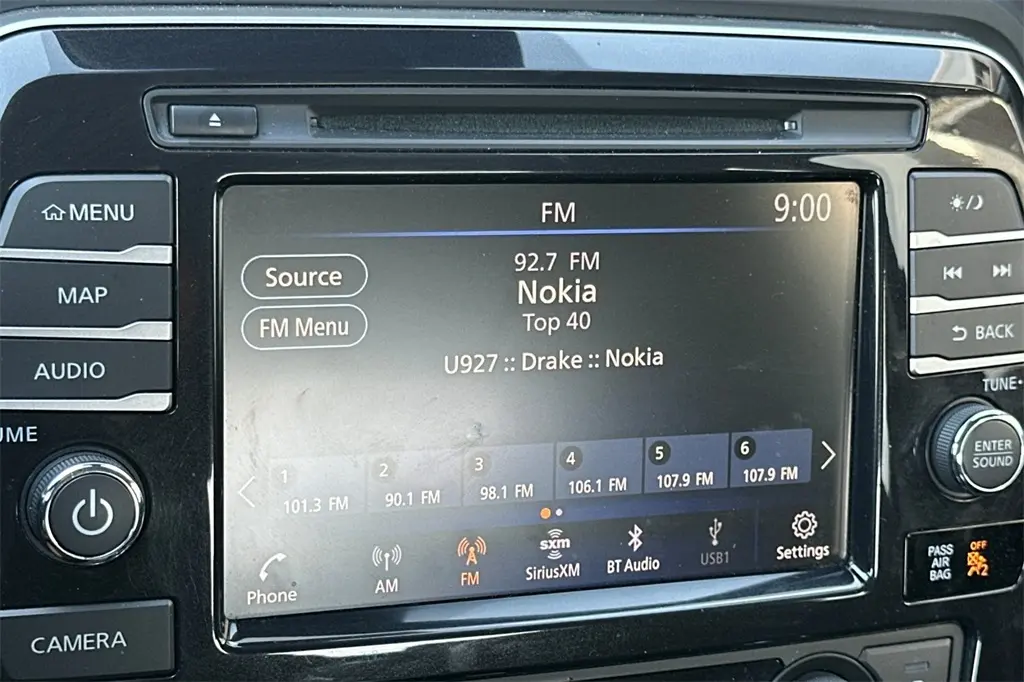 MENU
MAP
AUDIO
UME
CAMERA
FM
9:00
Source
FM Menu
92.7 FM
Nokia
Top 40
U927 :: Drake :: Nokia
1
101.3 FM
2
90.1 FM
3
98.1 FM
4
106.1 FM
5
107.9 FM
6
107.9 FM
Phone
AM
FM
sxm
SiriusXM
BT Audio
USB1
Settings
BACK
TUNE
ENTER
SOUND
PASS
AIR
BAG
OFF
2